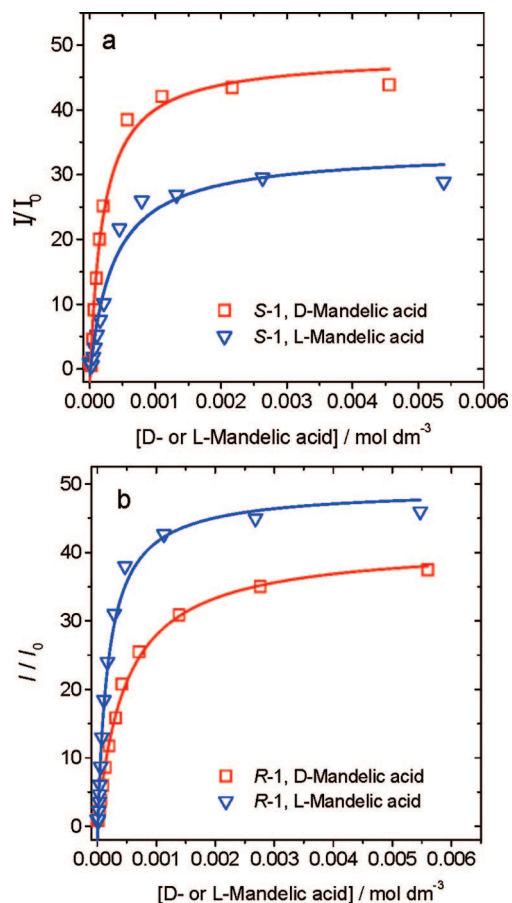 a
50
40
30
20
10
0
I/I₀
S-1, D-Mandelic acid
S-1, L-Mandelic acid
0.000 0.001 0.002 0.003 0.004 0.005 0.006
[D- or L-Mandelic acid] / mol dm⁻³
b
50
40
30
20
10
0
I / I₀
R-1, D-Mandelic acid
R-1, L-Mandelic acid
0.000 0.001 0.002 0.003 0.004 0.005 0.006
[D- or L-Mandelic acid] / mol dm⁻³